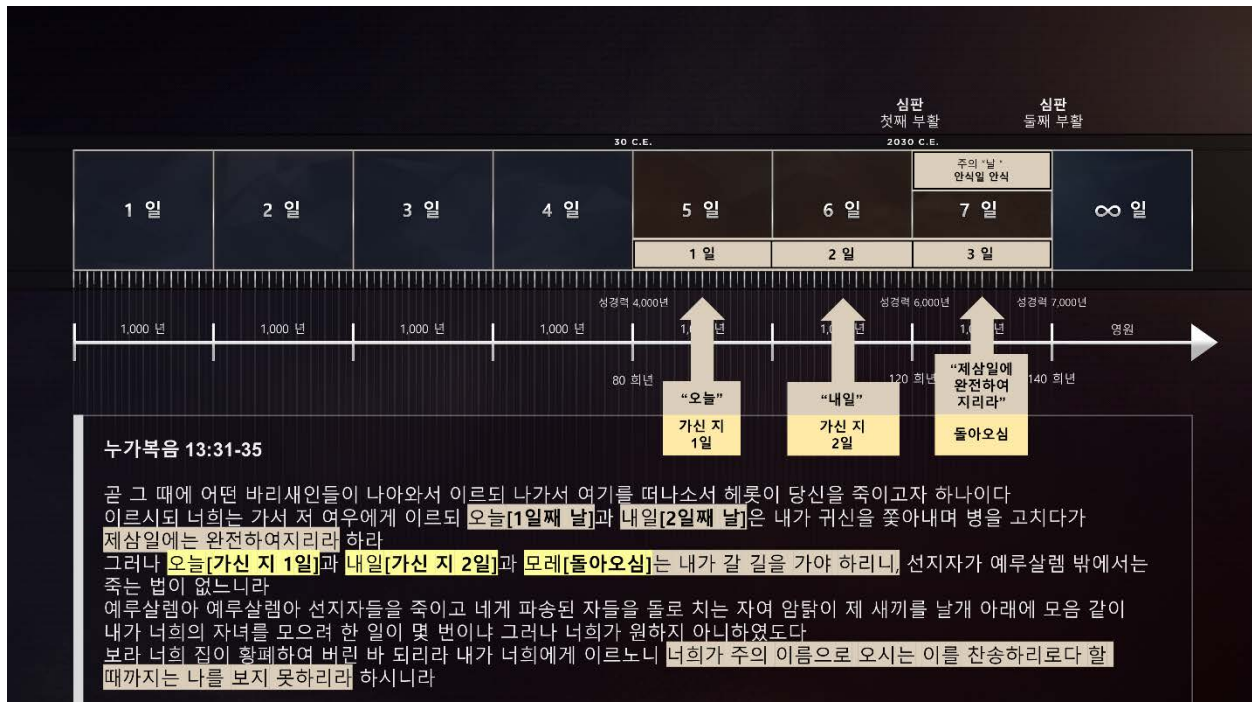 심판
첫째 부활
심판
둘째 부활
30 C.E.
2030 C.E.
1 일
2 일
3 일
4 일
5 일
6 일
주의 "날"
안식일 안식
7 일
∞ 일
1 일
2 일
3 일
성경력 4,000년
성경력 6,000년
성경력 7,000년
1,000 년
1,000 년
1,000 년
1,000 년
영원
80 희년
120 희년
140 희년
“오늘”
가신 지
1일
“내일”
가신 지
2일
“제삼일에
완전하여
지리라”
돌아오심
누가복음 13:31-35
곧 그 때에 어떤 바리새인들이 나아와서 이르되 나가서 여기를 떠나소서 헤롯이 당신을 죽이고자 하나이다
이르시되 너희는 가서 저 여우에게 이르되 오늘[1일째 날]과 내일[2일째 날]은 내가 귀신을 쫓아내며 병을 고치다가
제삼일에는 완전하여지리라 하라
그러나 오늘[가신 지 1일]과 내일[가신 지 2일]과 모레[돌아오심]는 내가 갈 길을 가야 하리니, 선지자가 예루살렘 밖에서는
죽는 법이 없느니라
예루살렘아 예루살렘아 선지자들을 죽이고 네게 파송된 자들을 돌로 치는 자여 암탉이 제 새끼를 날개 아래에 모음 같이
내가 너희의 자녀를 모으려 한 일이 몇 번이냐 그러나 너희가 원하지 아니하였도다
보라 너희 집이 황폐하여 버린 바 되리라 내가 너희에게 이르노니 너희가 주의 이름으로 오시는 이를 찬송하리로다 할
때까지는 나를 보지 못하리라 하시니라